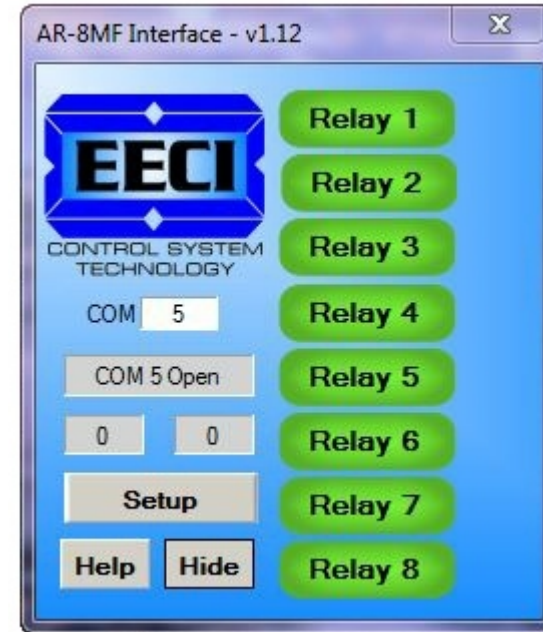 AR-8MF Interface - v1.12
EECI
CONTROL SYSTEM
TECHNOLOGY
COM 5
COM 5 Open
0 0
Setup
Help Hide
Relay 1
Relay 2
Relay 3
Relay 4
Relay 5
Relay 6
Relay 7
Relay 8